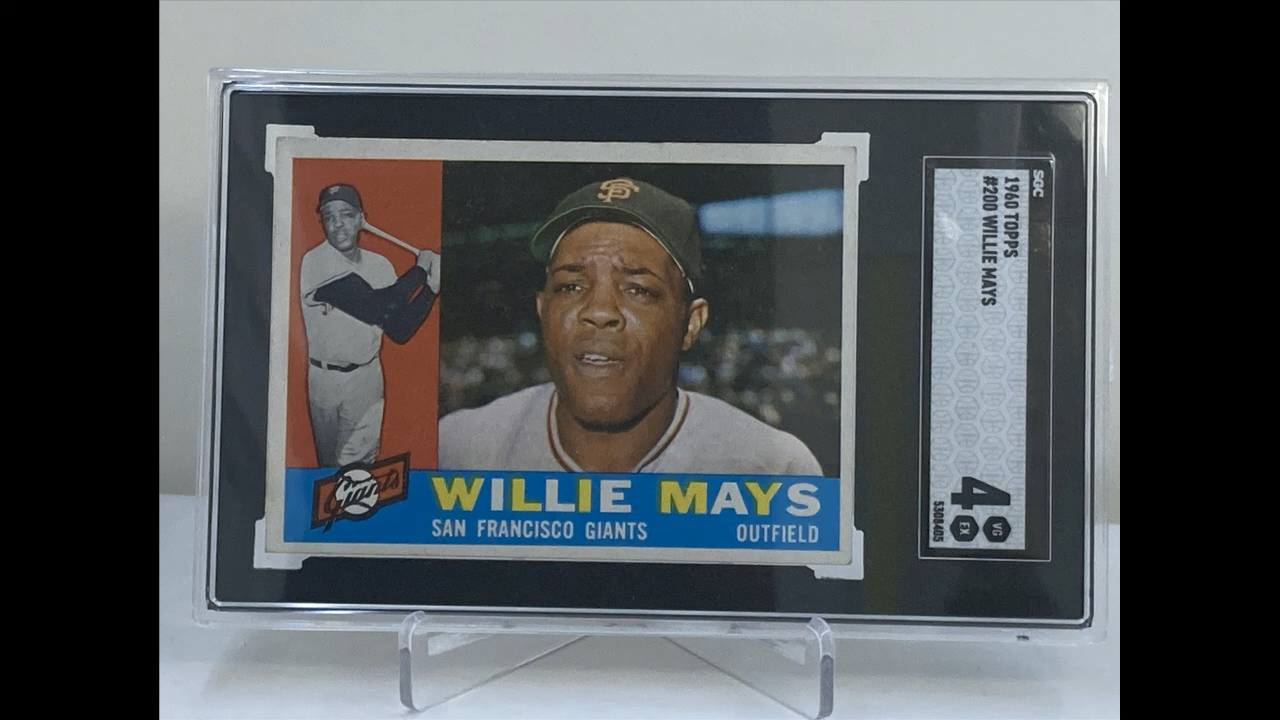 SF
Giants
WILLIE MAYS
SAN FRANCISCO GIANTS OUTFIELD
SGC
1960 TOPPS
#200 WILLIE MAYS
4
VG
EX
5308405